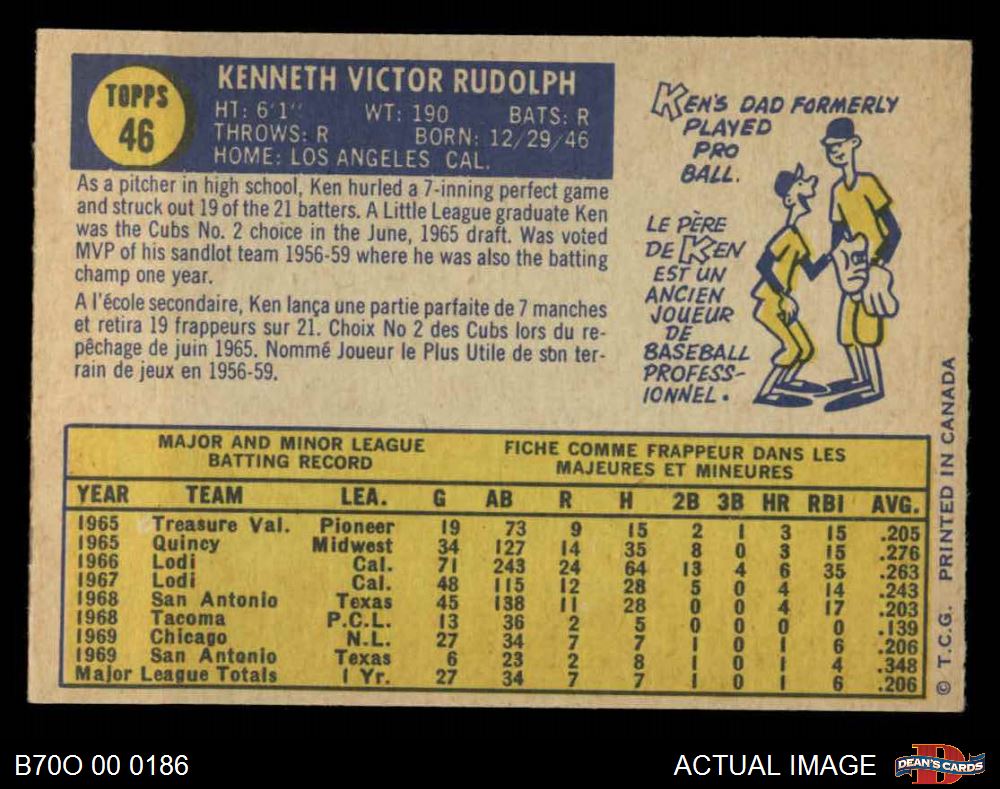 TOPPS
46
KENNETH VICTOR RUDOLPH
HT: 6'1" WT: 190 BATS: R
THROWS: R BORN: 12/29/46
HOME: LOS ANGELES CAL.
As a pitcher in high school, Ken hurled a 7-inning perfect game
and struck out 19 of the 21 batters. A Little League graduate Ken
was the Cubs No. 2 choice in the June, 1965 draft. Was voted
MVP of his sandlot team 1956-59 where he was also the batting
champ one year.
A l'école secondaire, Ken lança une partie parfaite de 7 manches
et retira 19 frappeurs sur 21. Choix No 2 des Cubs lors du re-
pêchage de juin 1965. Nommé Joueur le Plus Utile de sbn ter-
rain de jeux en 1956-59.
KEN'S DAD FORMERLY
PLAYED
PRO
BALL.
LE PÈRE
DE KEN
EST UN
ANCIEN
JOUEUR
DE
BASEBALL
PROFESS-
IONNEL.
MAJOR AND MINOR LEAGUE
BATTING RECORD
FICHE COMME FRAPPEUR DANS LES
MAJEURES ET MINEURES
YEAR TEAM LEA. G AB R H 2B 3B HR RBI AVG.
1965 Treasure Val. Pioneer 19 73 9 15 2 1 3 15 .205
1965 Quincy Midwest 34 127 14 35 8 0 3 15 .276
1966 Lodi Cal. 71 243 24 64 13 4 6 35 .263
1967 Lodi Cal. 48 115 12 28 5 0 4 14 .243
1968 San Antonio Texas 45 138 11 28 0 0 4 17 .203
1968 Tacoma P.C.L. 13 36 2 5 0 0 0 0 .139
1969 Chicago N.L. 27 34 7 7 1 0 1 6 .206
1969 San Antonio Texas 6 23 2 8 1 0 1 4 .348
Major League Totals 1 Yr. 27 34 7 7 1 0 1 6 .206
© T.C.G. PRINTED IN CANADA
B70O 00 0186
ACTUAL IMAGE
DEAN'S CARDS